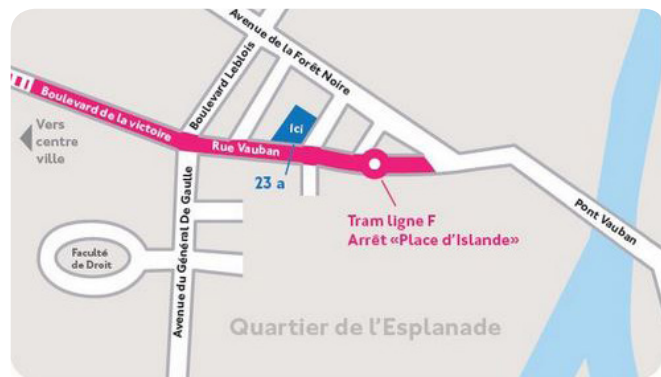 Avenue de la Forêt Noire
Boulevard Leblois
Boulevard de la victoire
Vers
centre
ville
Ici
Rue Vauban
23 a
Tram ligne F
Arrêt «Place d'Islande»
Pont Vauban
Avenue du Général De Gaulle
Faculté
de Droit
Quartier de l'Esplanade